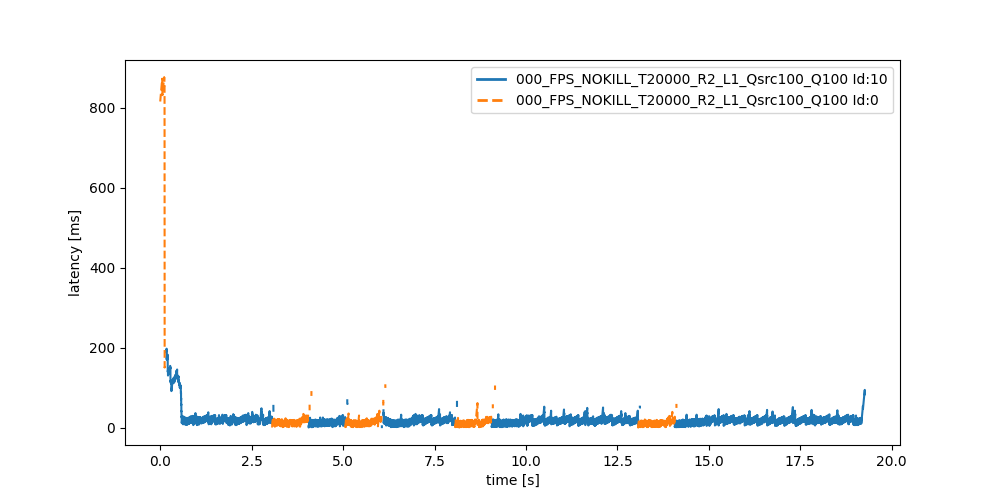 000_FPS_NOKILL_T20000_R2_L1_Qsrc100_Q100 Id:10
000_FPS_NOKILL_T20000_R2_L1_Qsrc100_Q100 Id:0
800
600
400
200
0
latency [ms]
0.0 2.5 5.0 7.5 10.0 12.5 15.0 17.5 20.0
time [s]